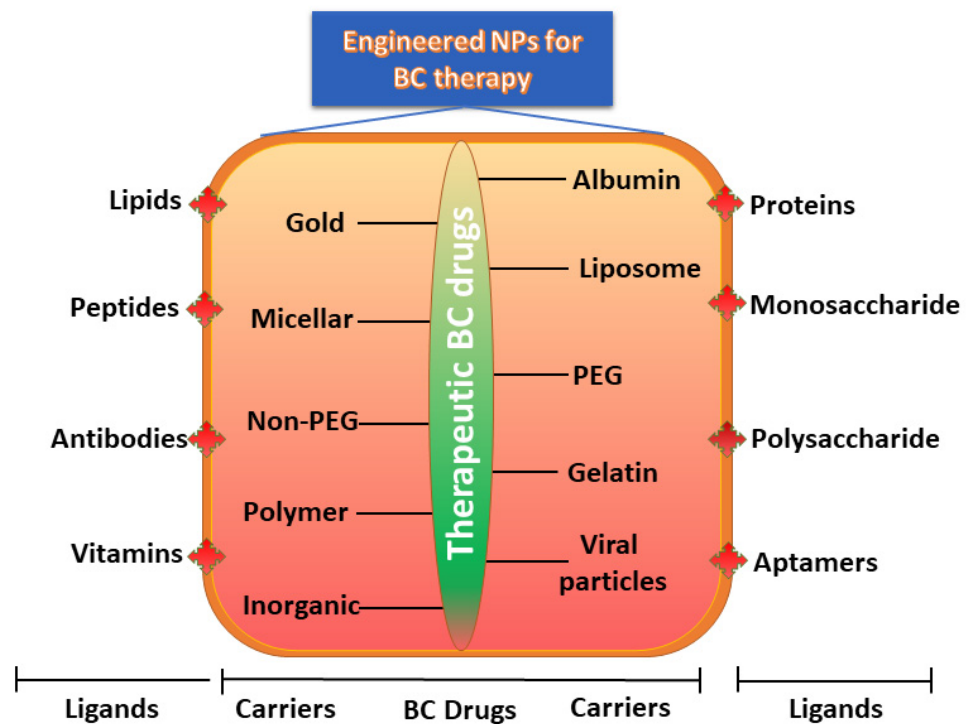 Engineered NPs for
BC therapy
Lipids
Peptides
Antibodies
Vitamins
Gold
Micellar
Non-PEG
Polymer
Inorganic
Therapeutic BC drugs
Albumin
Liposome
PEG
Gelatin
Viral
particles
Proteins
Monosaccharide
Polysaccharide
Aptamers
Ligands
Carriers
BC Drugs
Carriers
Ligands